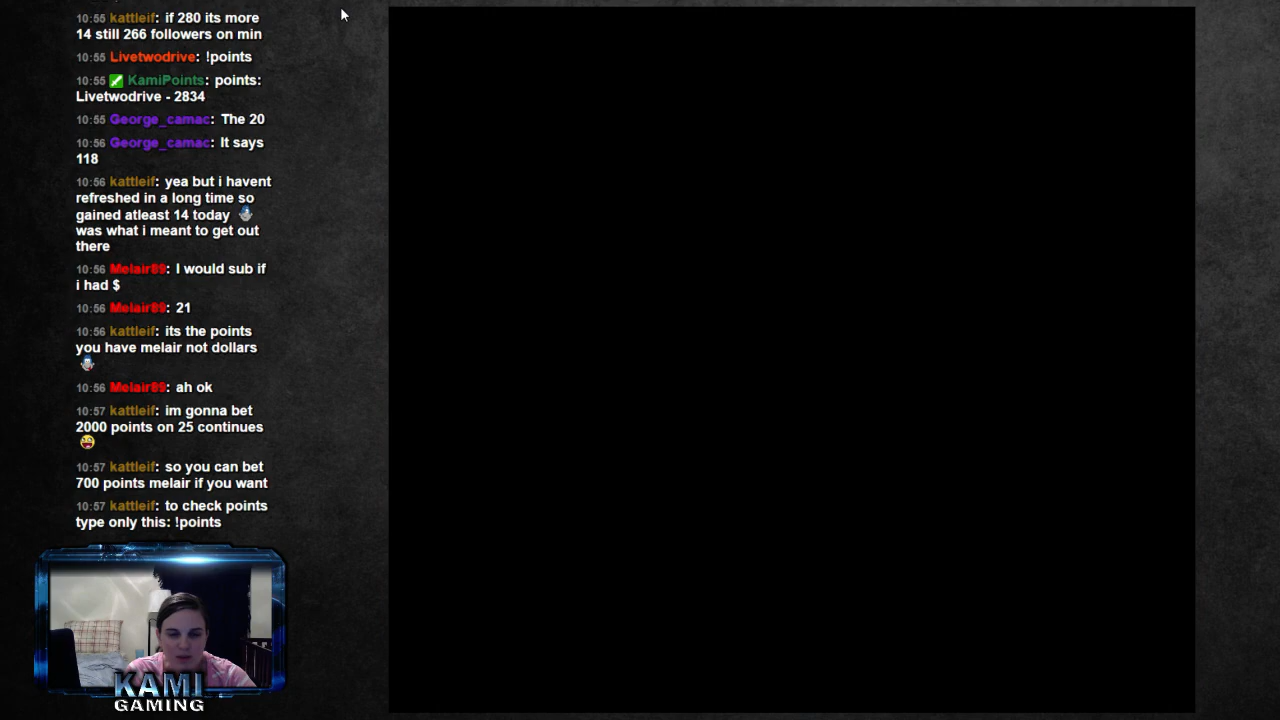 10:55 kattleif: if 280 its more
14 still 266 followers on min
10:55 Livetwodrive: !points
10:55 KamiPoints: points:
Livetwodrive - 2834
10:55 George_camac: The 20
10:56 George_camac: It says
118
10:56 kattleif: yea but i havent
refreshed in a long time so
gained atleast 14 today
was what i meant to get out
there
10:56 Melair89: I would sub if
i had $
10:56 Melair89: 21
10:56 kattleif: its the points
you have melair not dollars
10:56 Melair89: ah ok
10:57 kattleif: im gonna bet
2000 points on 25 continues
10:57 kattleif: so you can bet
700 points melair if you want
10:57 kattleif: to check points
type only this: !points
KAMI
GAMING